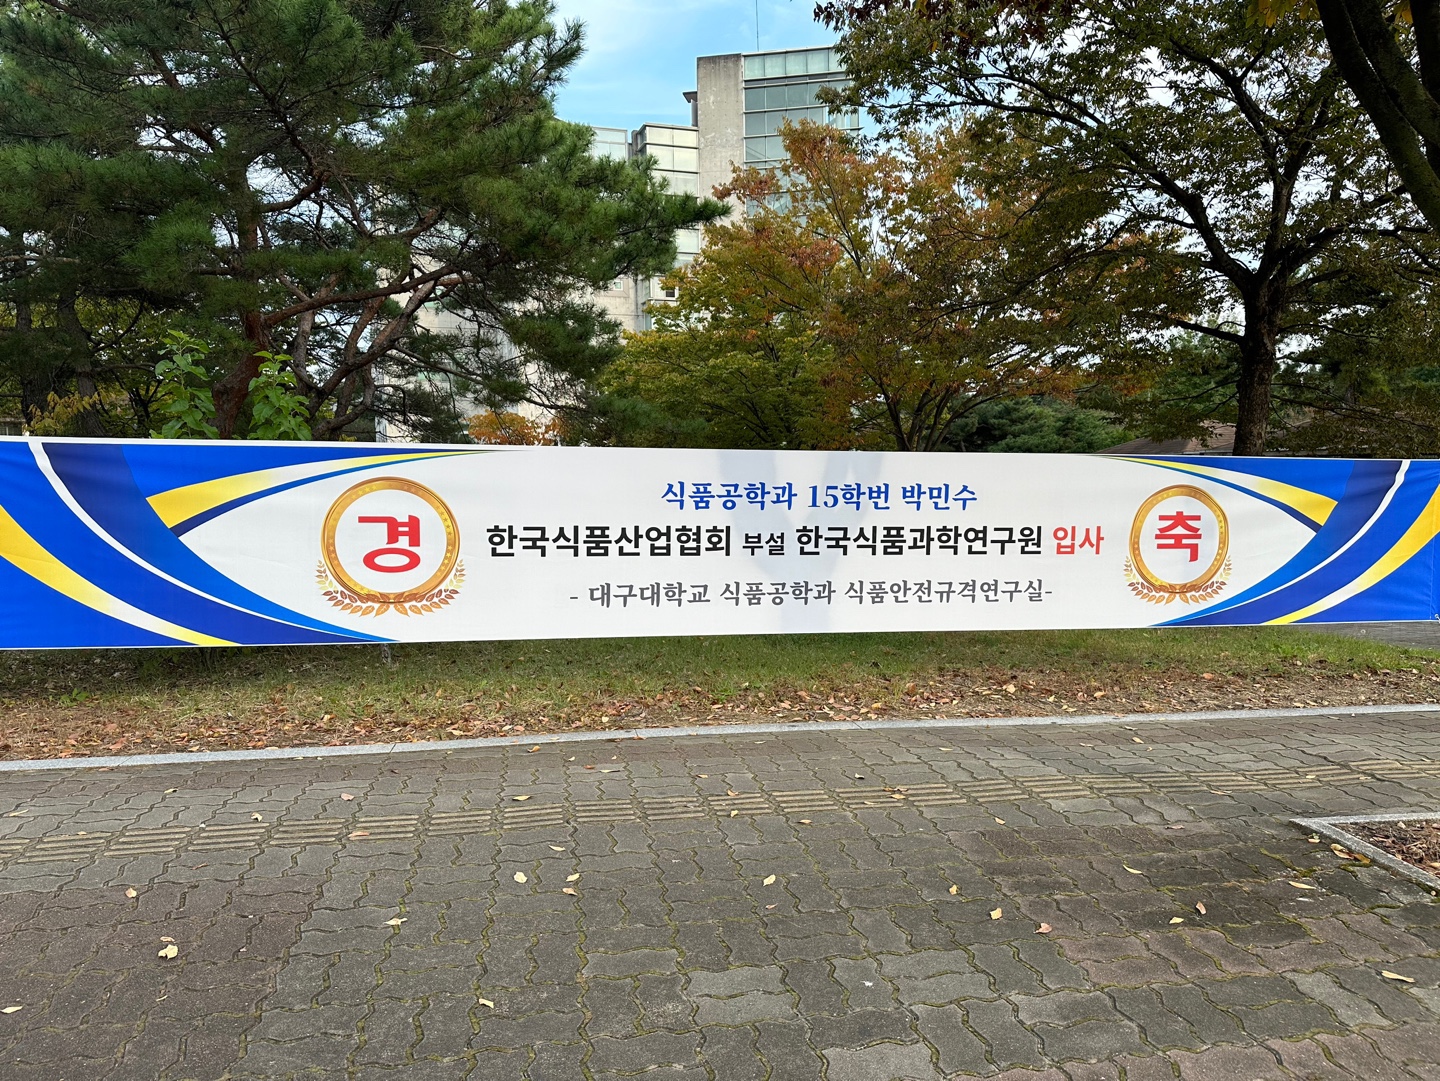 경
식품공학과 15학번 박민수
한국식품산업협회 부설 한국식품과학연구원 입사
- 대구대학교 식품공학과 식품안전규격연구실-
축